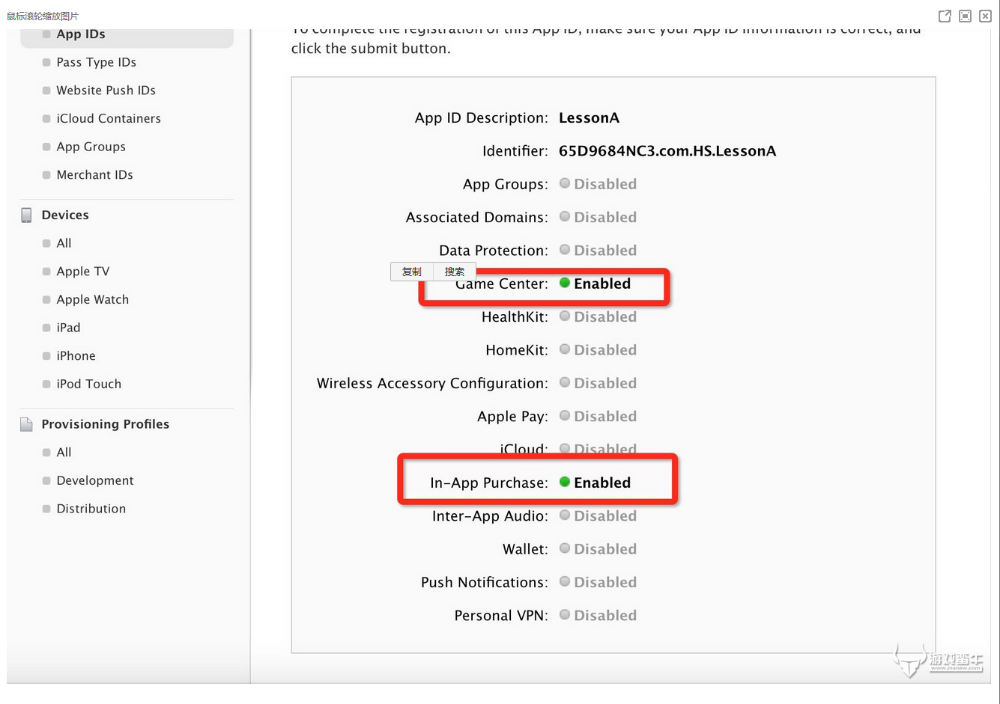 鼠标滚轮缩放图片
App IDs
Pass Type IDs
Website Push IDs
iCloud Containers
App Groups
Merchant IDs
Devices
All
Apple TV
Apple Watch
iPad
iPhone
iPod Touch
Provisioning Profiles
All
Development
Distribution
To complete the registration of this App ID, make sure your App ID information is correct, and
click the submit button.
App ID Description: LessonA
Identifier: 65D9684NC3.com.HS.LessonA
App Groups: Disabled
Associated Domains: Disabled
Data Protection: Disabled
复制 搜索
Game Center: Enabled
HealthKit: Disabled
HomeKit: Disabled
Wireless Accessory Configuration: Disabled
Apple Pay: Disabled
iCloud: Disabled
In-App Purchase: Enabled
Inter-App Audio: Disabled
Wallet: Disabled
Push Notifications: Disabled
Personal VPN: Disabled
游戏蛮牛
www.manew.com